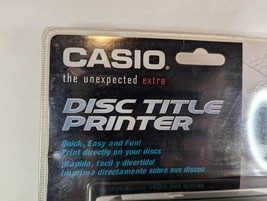 CASIO®
the unexpected extra
DISC TITLE
PRINTER
Quick, Easy and Fun!
Print directly on your discs
¡Rápido, fácil y divertido!
Imprima directamente sobre sus discos